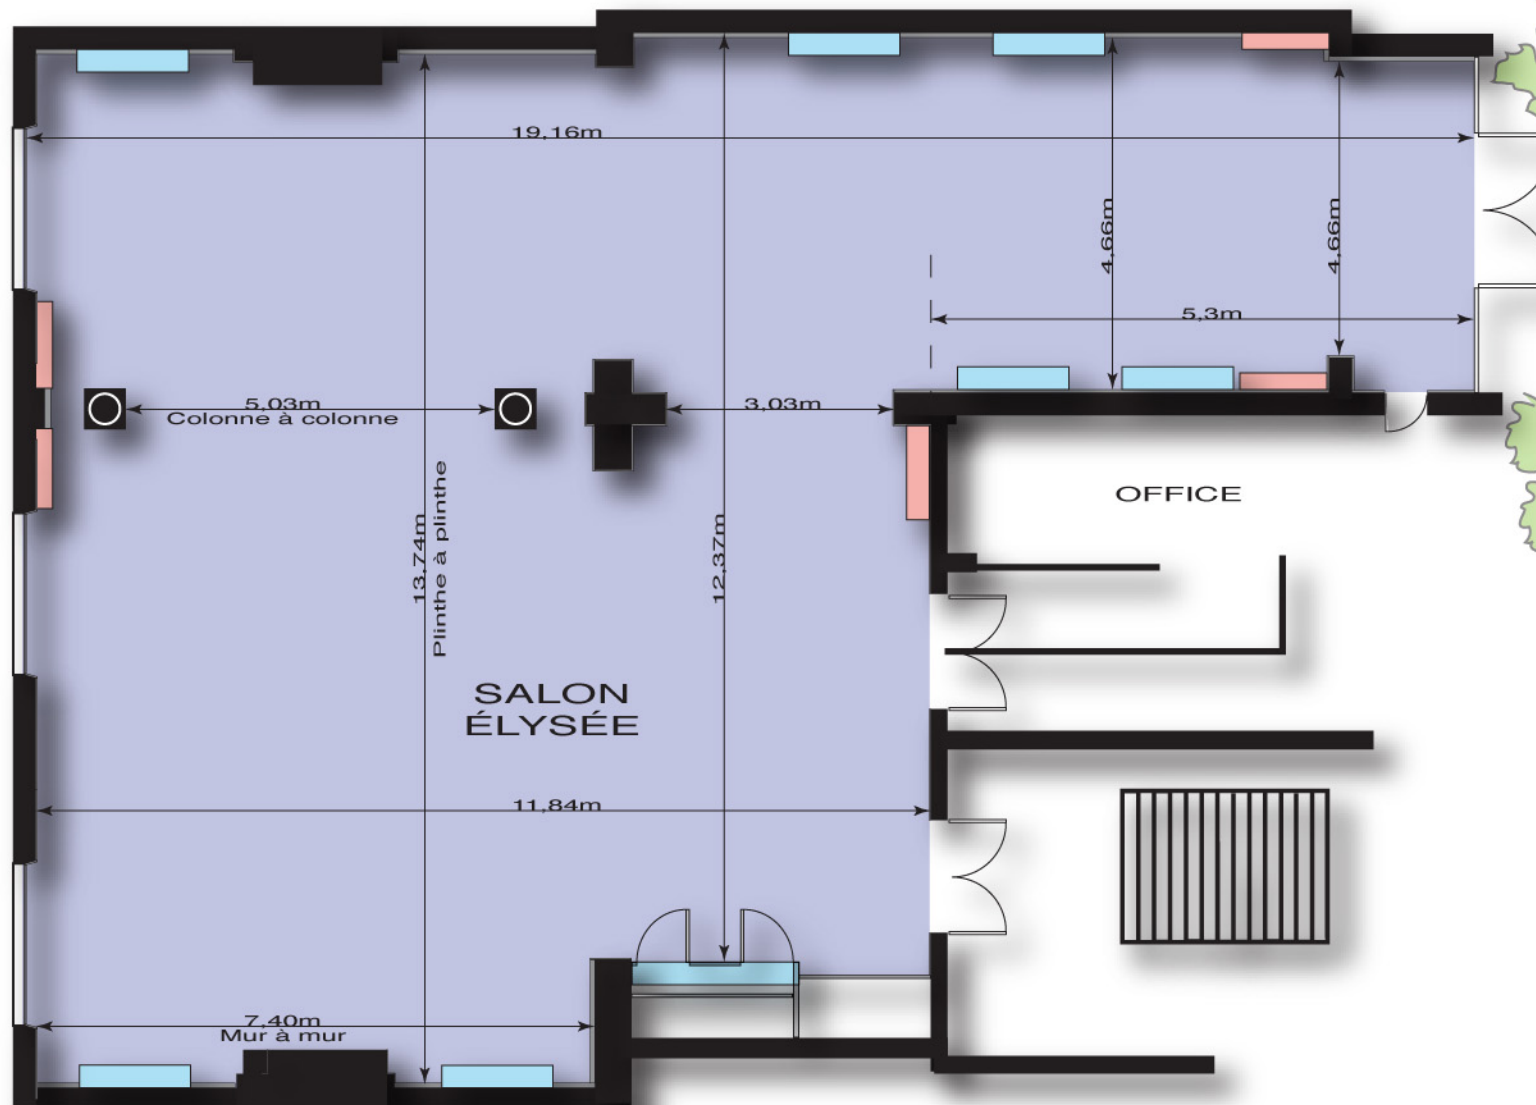 19,16m
4,66m
4,66m
5,3m
5,03m
Colonne à colonne
3,03m
13,74m
Plinthe à plinthe
12,37m
OFFICE
SALON
ÉLYSÉE
11,84m
7,40m
Mur à mur